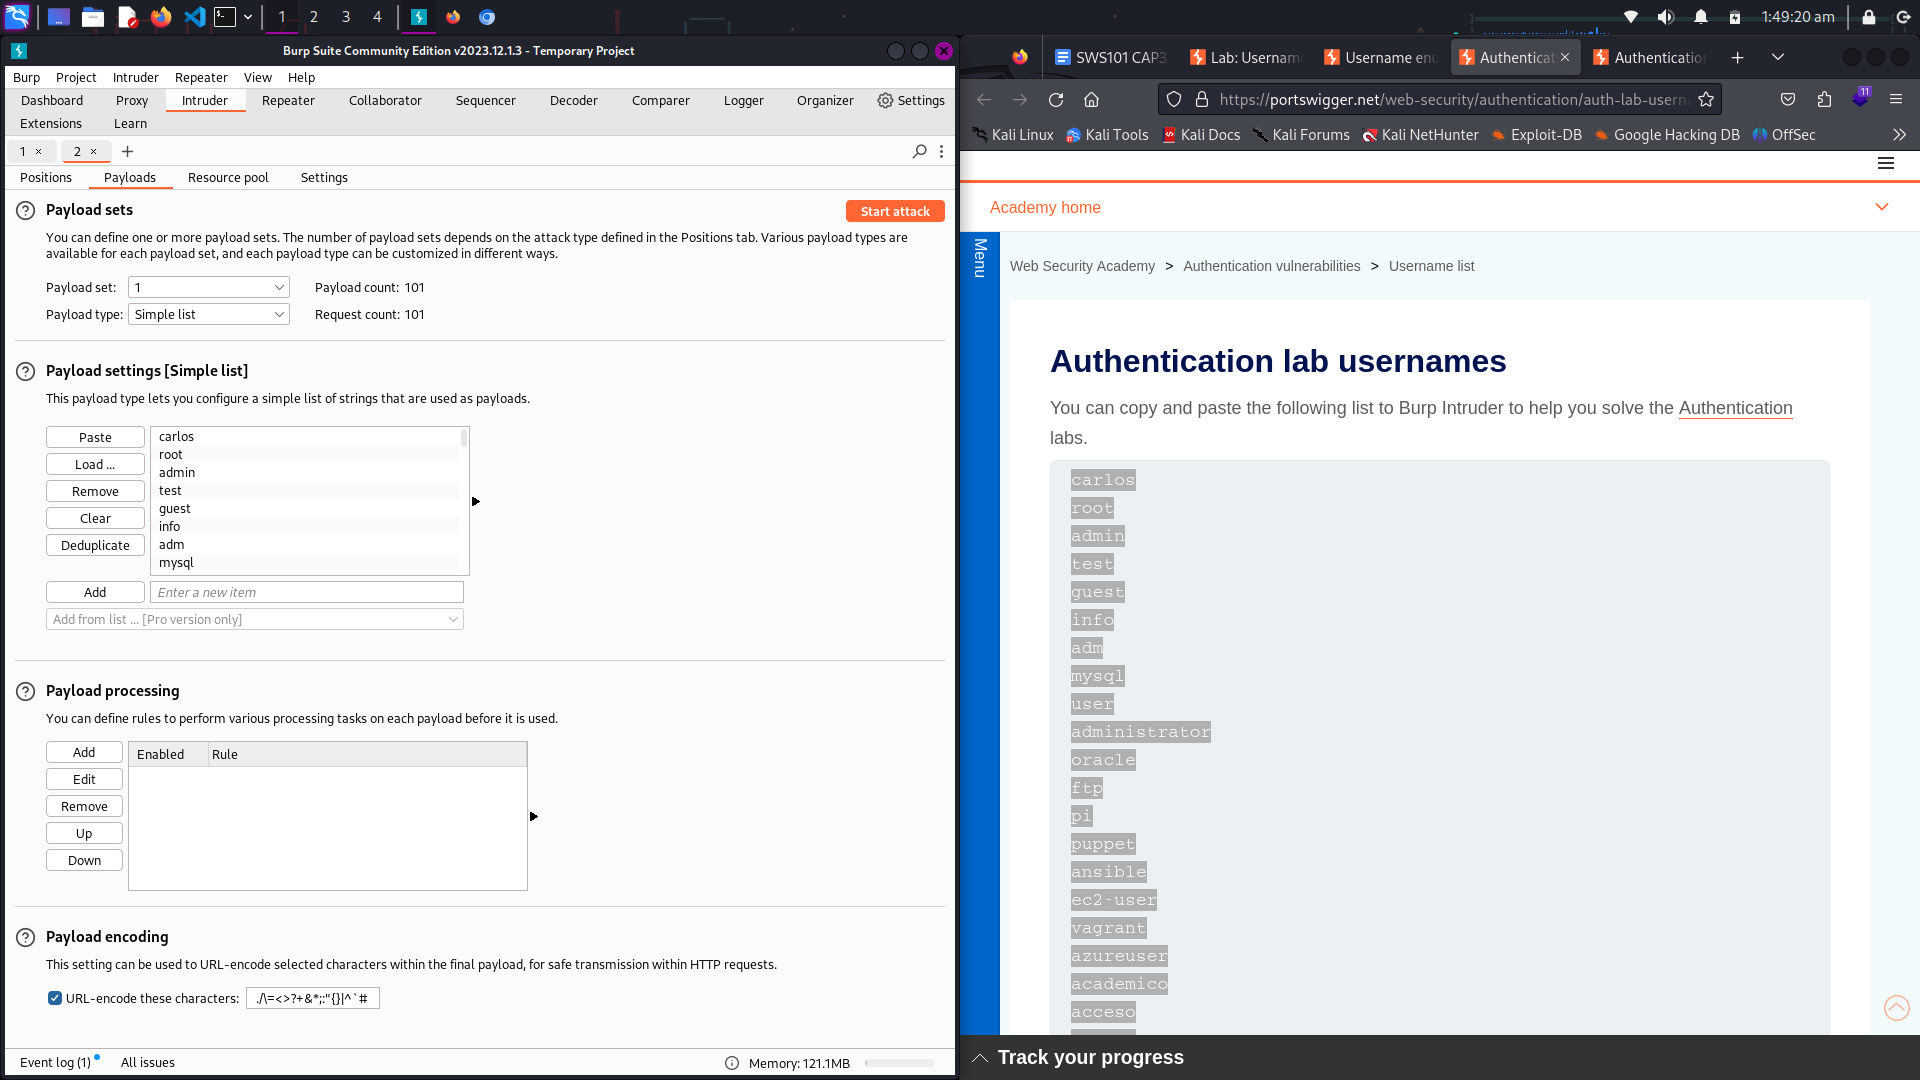 1
2
3
4
1:49:20 am
Burp Suite Community Edition v2023.12.1.3 - Temporary Project
Burp Project Intruder Repeater View Help
Dashboard Proxy Intruder Repeater Collaborator Sequencer Decoder Comparer Logger Organizer Settings
Extensions Learn
1 × 2 × +
Positions Payloads Resource pool Settings
Payload sets
Start attack
You can define one or more payload sets. The number of payload sets depends on the attack type defined in the Positions tab. Various payload types are
available for each payload set, and each payload type can be customized in different ways.
Payload set: 1 Payload count: 101
Payload type: Simple list Request count: 101
Payload settings [Simple list]
This payload type lets you configure a simple list of strings that are used as payloads.
Paste
Load ...
Remove
Clear
Deduplicate
carlos
root
admin
test
guest
info
adm
mysql
Add Enter a new item
Add from list ... [Pro version only]
Payload processing
You can define rules to perform various processing tasks on each payload before it is used.
Add
Edit
Remove
Up
Down
Enabled Rule
Payload encoding
This setting can be used to URL-encode selected characters within the final payload, for safe transmission within HTTP requests.
URL-encode these characters: ./\=<>?+&*;:"{}|^`#
Event log (1) All issues Memory: 121.1MB
SWS101 CAP3 Lab: Usernam Username enu Authenticat Authentication
https://portswigger.net/web-security/authentication/auth-lab-usern
11
Kali Linux Kali Tools Kali Docs Kali Forums Kali NetHunter Exploit-DB Google Hacking DB OffSec
Academy home
Menu
Web Security Academy > Authentication vulnerabilities > Username list
Authentication lab usernames
You can copy and paste the following list to Burp Intruder to help you solve the Authentication
labs.
carlos
root
admin
test
guest
info
adm
mysql
user
administrator
oracle
ftp
pi
puppet
ansible
ec2-user
vagrant
azureuser
academico
acceso
Track your progress